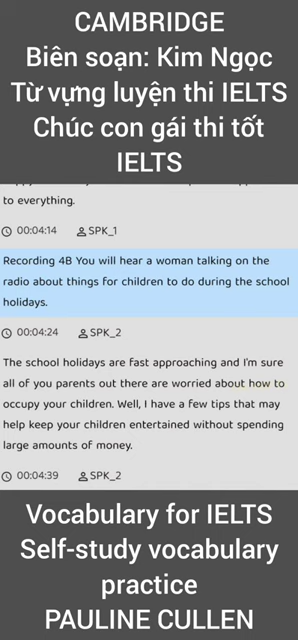 CAMBRIDGE
Biên soạn: Kim Ngọc
Từ vựng luyện thi IELTS
Chúc con gái thi tốt
IELTS
to everything.
00:04:14 SPK_1
Recording 4B You will hear a woman talking on the
radio about things for children to do during the school
holidays.
00:04:24 SPK_2
The school holidays are fast approaching and I'm sure
all of you parents out there are worried about how to
occupy your children. Well, I have a few tips that may
help keep your children entertained without spending
large amounts of money.
00:04:39 SPK_2
Vocabulary for IELTS
Self-study vocabulary
practice
PAULINE CULLEN